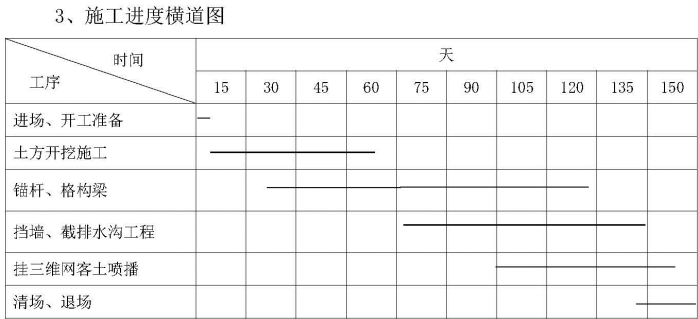 3、施工进度横道图
时间
天
工序
15 30 45 60 75 90 105 120 135 150
进场、开工准备
土方开挖施工
锚杆、格构梁
挡墙、截排水沟工程
挂三维网客土喷播
清场、退场